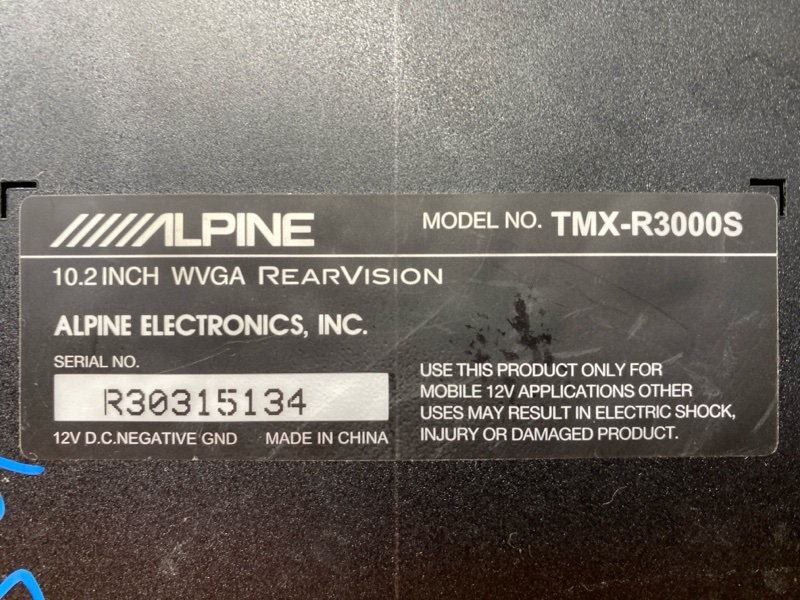 ALPINE
MODEL NO. TMX-R3000S
10.2 INCH WVGA REARVISION
ALPINE ELECTRONICS, INC.
SERIAL NO.
R30315134
12V D.C.NEGATIVE GND MADE IN CHINA
USE THIS PRODUCT ONLY FOR
MOBILE 12V APPLICATIONS OTHER
USES MAY RESULT IN ELECTRIC SHOCK,
INJURY OR DAMAGED PRODUCT.